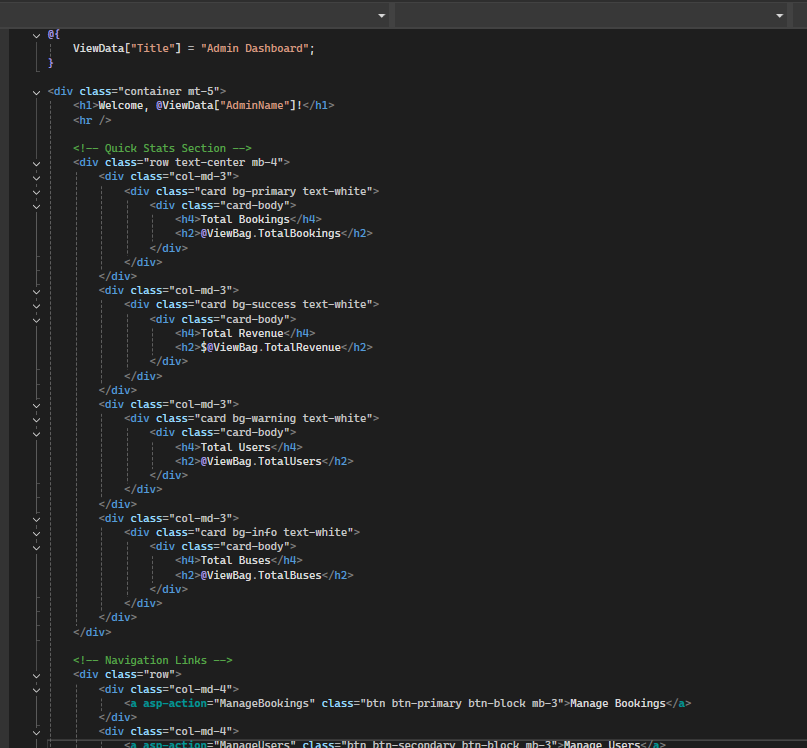 @{
    ViewData["Title"] = "Admin Dashboard";
}
<div class="container mt-5">
    <h1>Welcome, @ViewData["AdminName"]!</h1>
    <hr />
    <!-- Quick Stats Section -->
    <div class="row text-center mb-4">
        <div class="col-md-3">
            <div class="card bg-primary text-white">
                <div class="card-body">
                    <h4>Total Bookings</h4>
                    <h2>@ViewBag.TotalBookings</h2>
                </div>
            </div>
        </div>
        <div class="col-md-3">
            <div class="card bg-success text-white">
                <div class="card-body">
                    <h4>Total Revenue</h4>
                    <h2>$@ViewBag.TotalRevenue</h2>
                </div>
            </div>
        </div>
        <div class="col-md-3">
            <div class="card bg-warning text-white">
                <div class="card-body">
                    <h4>Total Users</h4>
                    <h2>@ViewBag.TotalUsers</h2>
                </div>
            </div>
        </div>
        <div class="col-md-3">
            <div class="card bg-info text-white">
                <div class="card-body">
                    <h4>Total Buses</h4>
                    <h2>@ViewBag.TotalBuses</h2>
                </div>
            </div>
        </div>
    </div>
    <!-- Navigation Links -->
    <div class="row">
        <div class="col-md-4">
            <a asp-action="ManageBookings" class="btn btn-primary btn-block mb-3">Manage Bookings</a>
        </div>
        <div class="col-md-4">
            <a asp-action="ManageUsers" class="btn btn-secondary btn-block mb-3">Manage Users</a>